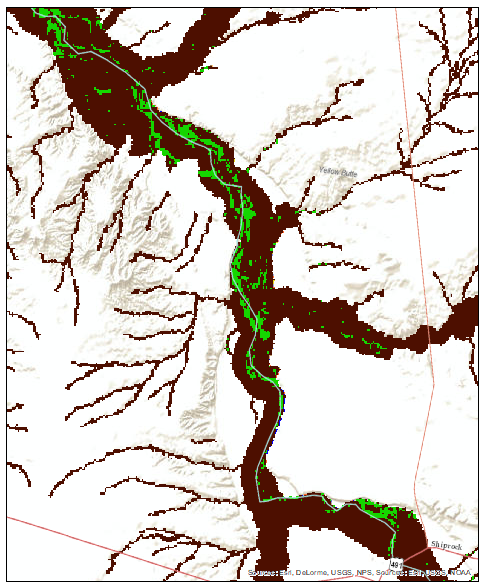 Yellow Butte
Shiprock
491
Sources: Esri, DeLorme, USGS, NPS, Sources: Esri, USGS, NOAA